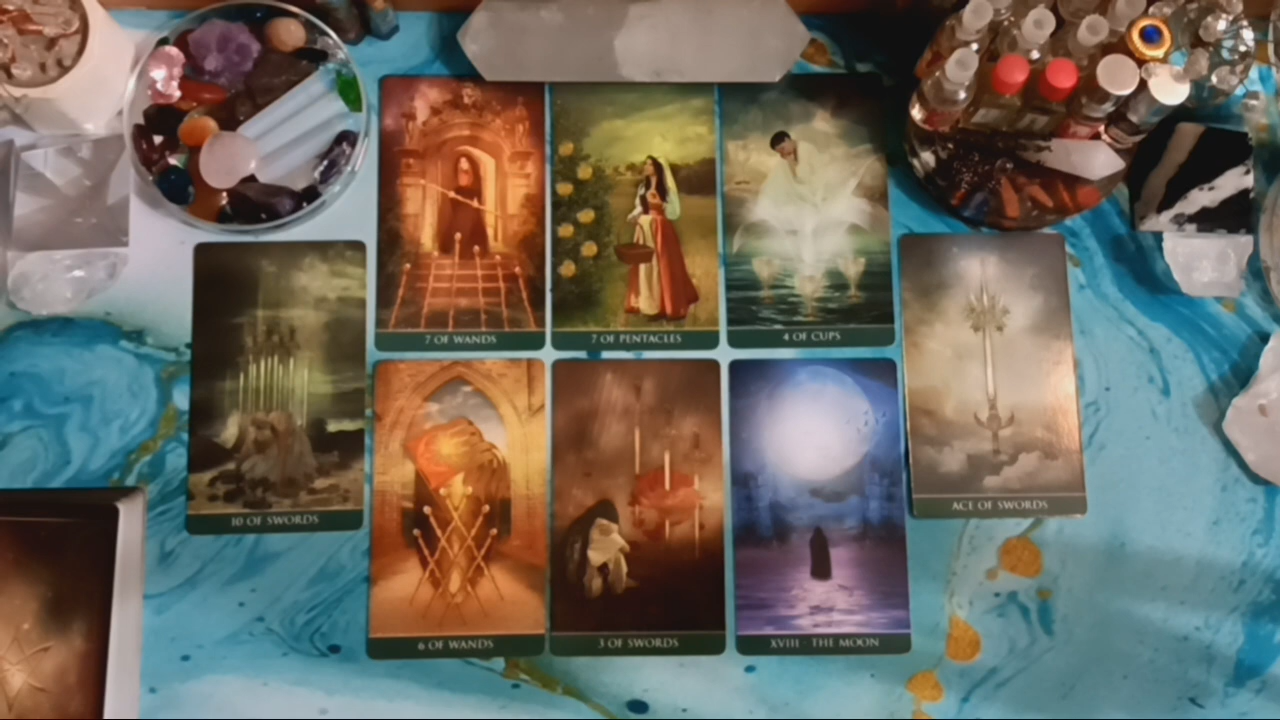 7 OF WANDS
7 OF PENTACLES
4 OF CUPS
10 OF SWORDS
ACE OF SWORDS
6 OF WANDS
3 OF SWORDS
XVIII · THE MOON